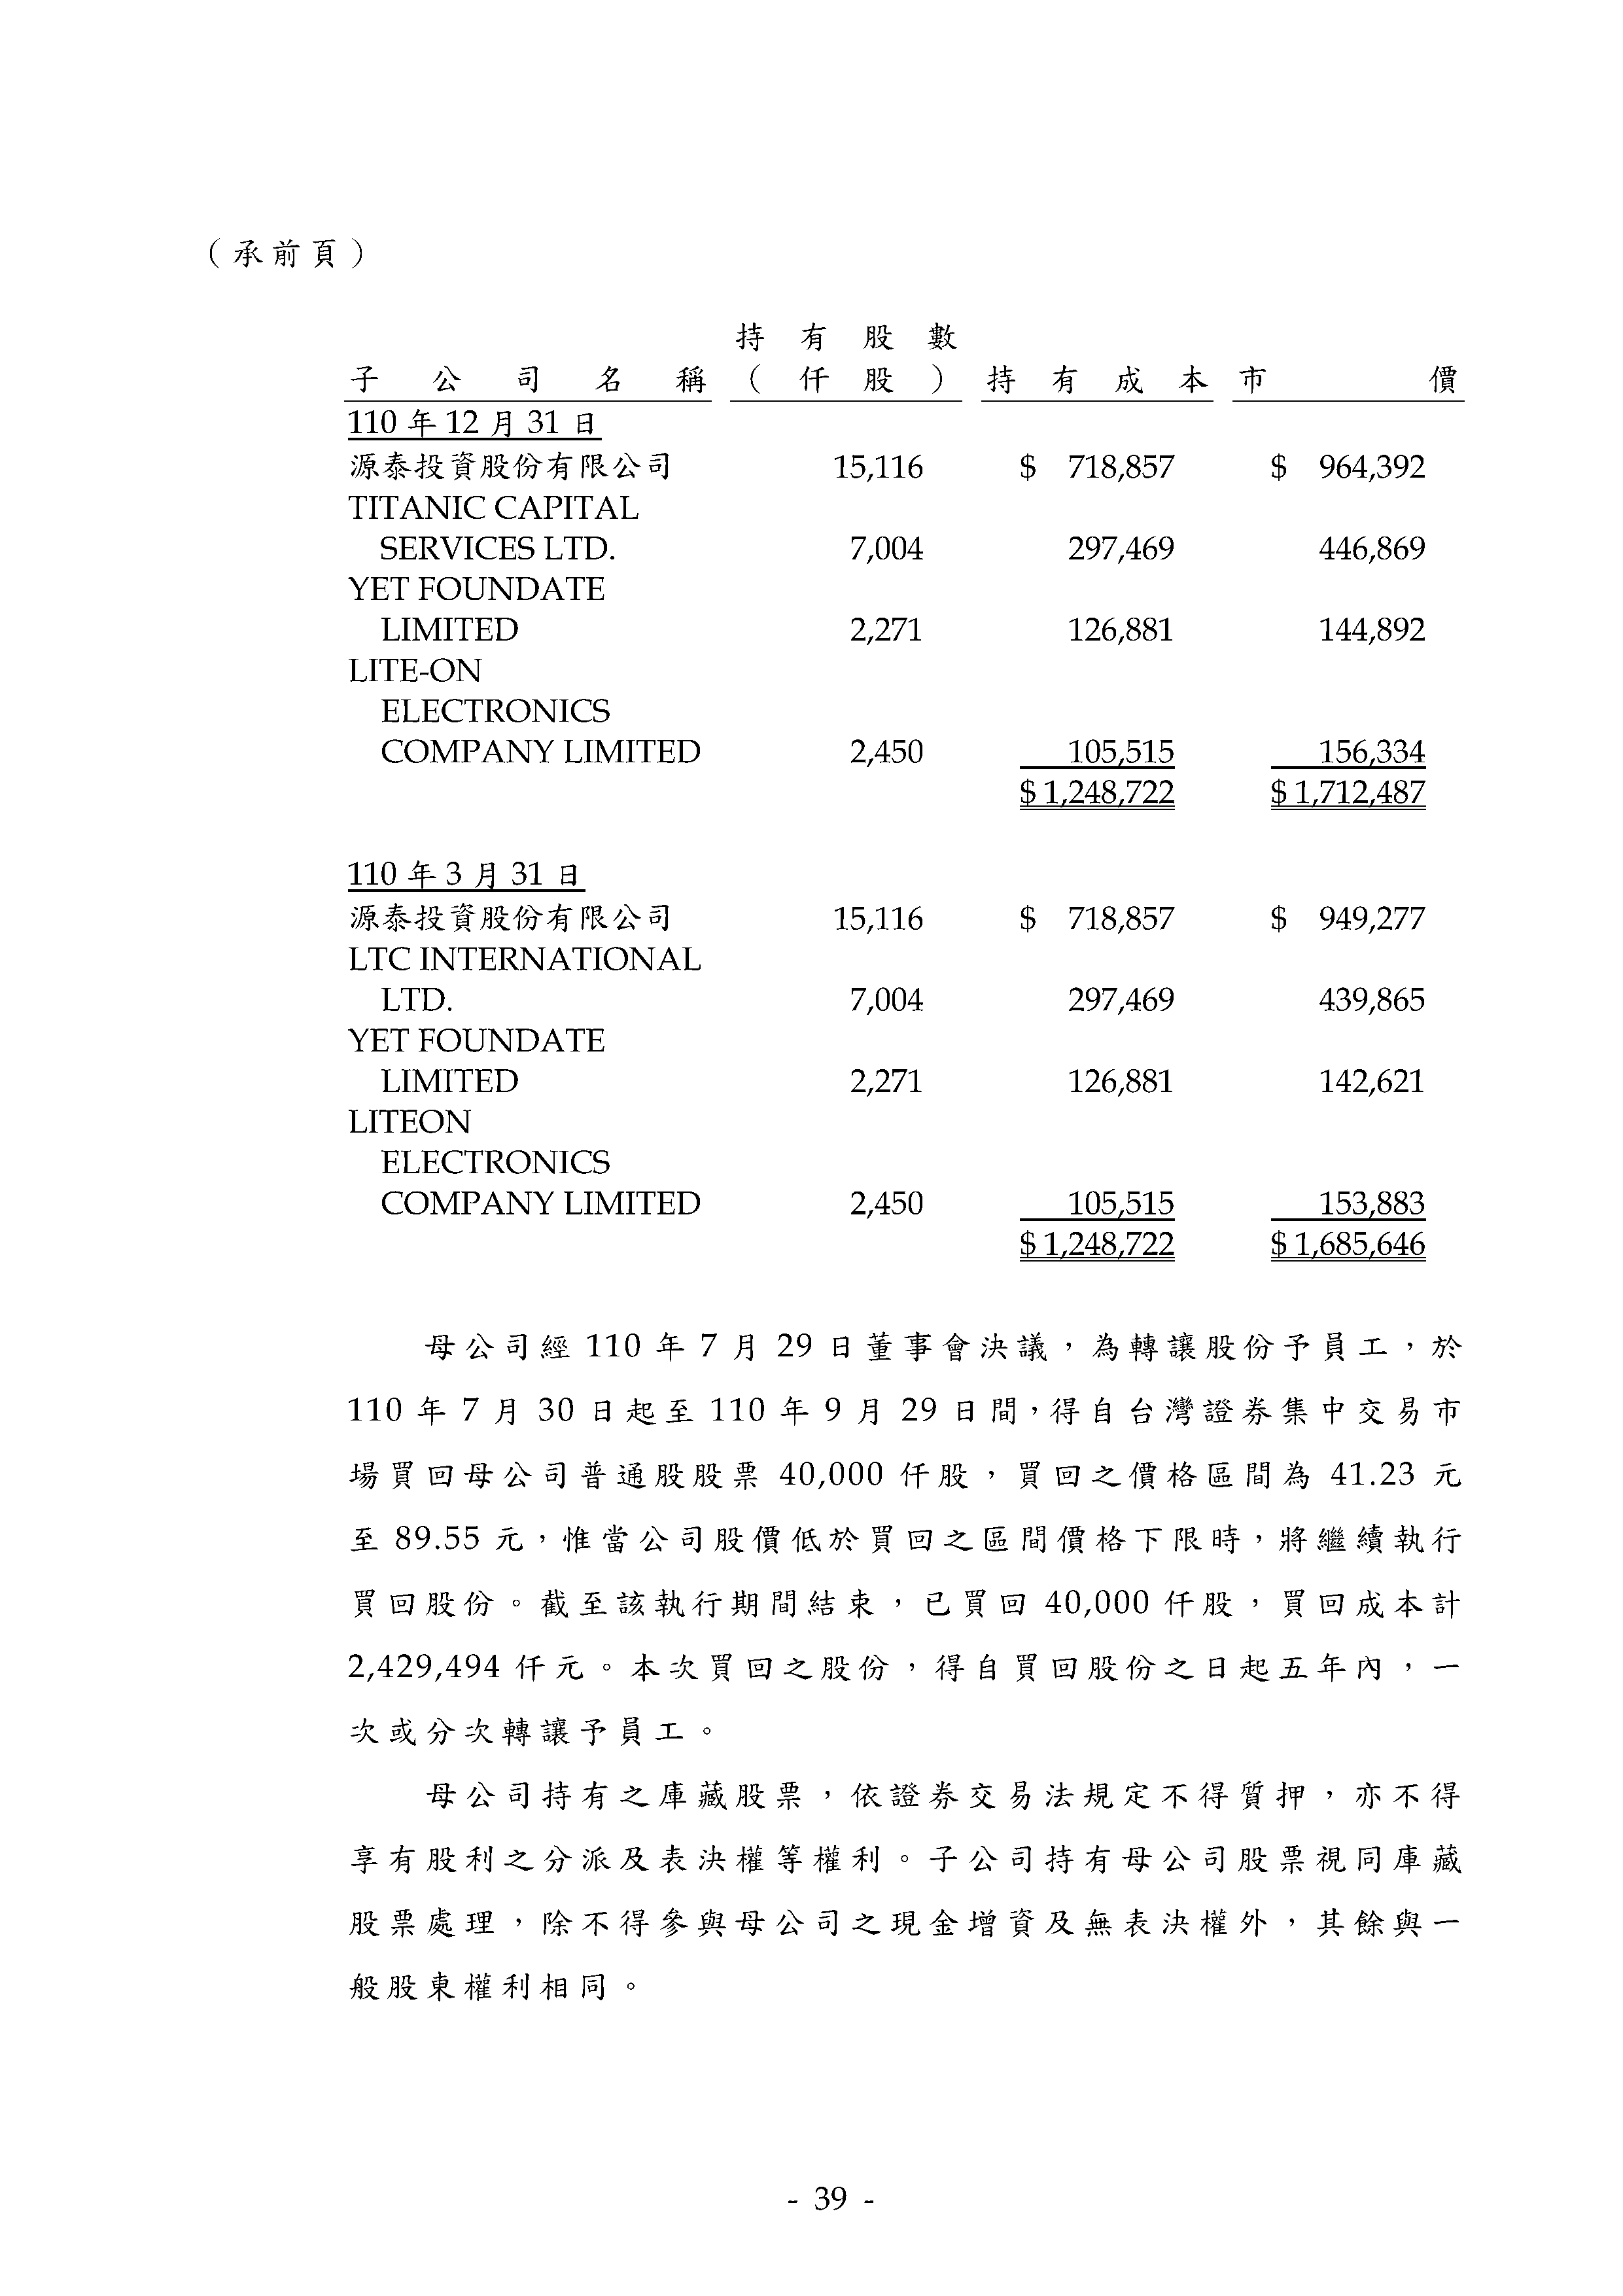 （承前頁）
持有股數
子公司名稱 （仟股） 持有成本 市價
110 年 12 月 31 日
源泰投資股份有限公司 15,116 $ 718,857 $ 964,392
TITANIC CAPITAL
SERVICES LTD. 7,004 297,469 446,869
YET FOUNDATE
LIMITED 2,271 126,881 144,892
LITE-ON
ELECTRONICS
COMPANY LIMITED 2,450 105,515 156,334
$ 1,248,722 $ 1,712,487
110 年 3 月 31 日
源泰投資股份有限公司 15,116 $ 718,857 $ 949,277
LTC INTERNATIONAL
LTD. 7,004 297,469 439,865
YET FOUNDATE
LIMITED 2,271 126,881 142,621
LITEON
ELECTRONICS
COMPANY LIMITED 2,450 105,515 153,883
$ 1,248,722 $ 1,685,646
母公司經 110 年 7 月 29 日董事會決議，為轉讓股份予員工，於
110 年 7 月 30 日起至 110 年 9 月 29 日間，得自台灣證券集中交易市
場買回母公司普通股股票 40,000 仟股，買回之價格區間為 41.23 元
至 89.55 元，惟當公司股價低於買回之區間價格下限時，將繼續執行
買回股份。截至該執行期間結束，已買回 40,000 仟股，買回成本計
2,429,494 仟元。本次買回之股份，得自買回股份之日起五年內，一
次或分次轉讓予員工。
母公司持有之庫藏股票，依證券交易法規定不得質押，亦不得
享有股利之分派及表決權等權利。子公司持有母公司股票視同庫藏
股票處理，除不得參與母公司之現金增資及無表決權外，其餘與一
般股東權利相同。
- 39 -